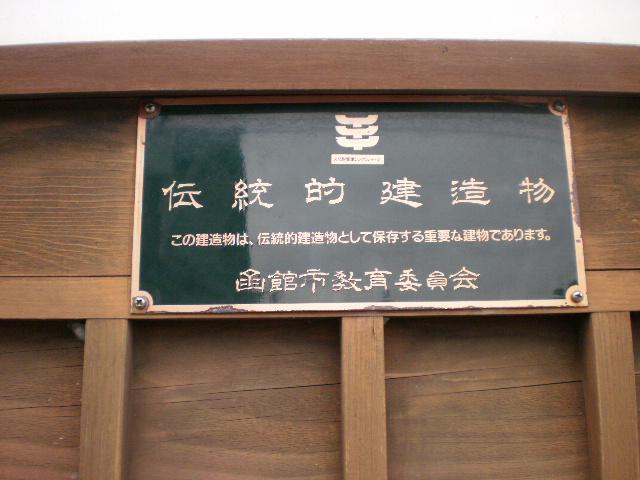 伝統的建造物
この建造物は、伝統的建造物として保存する重要な建物であります。
函館市教育委員会